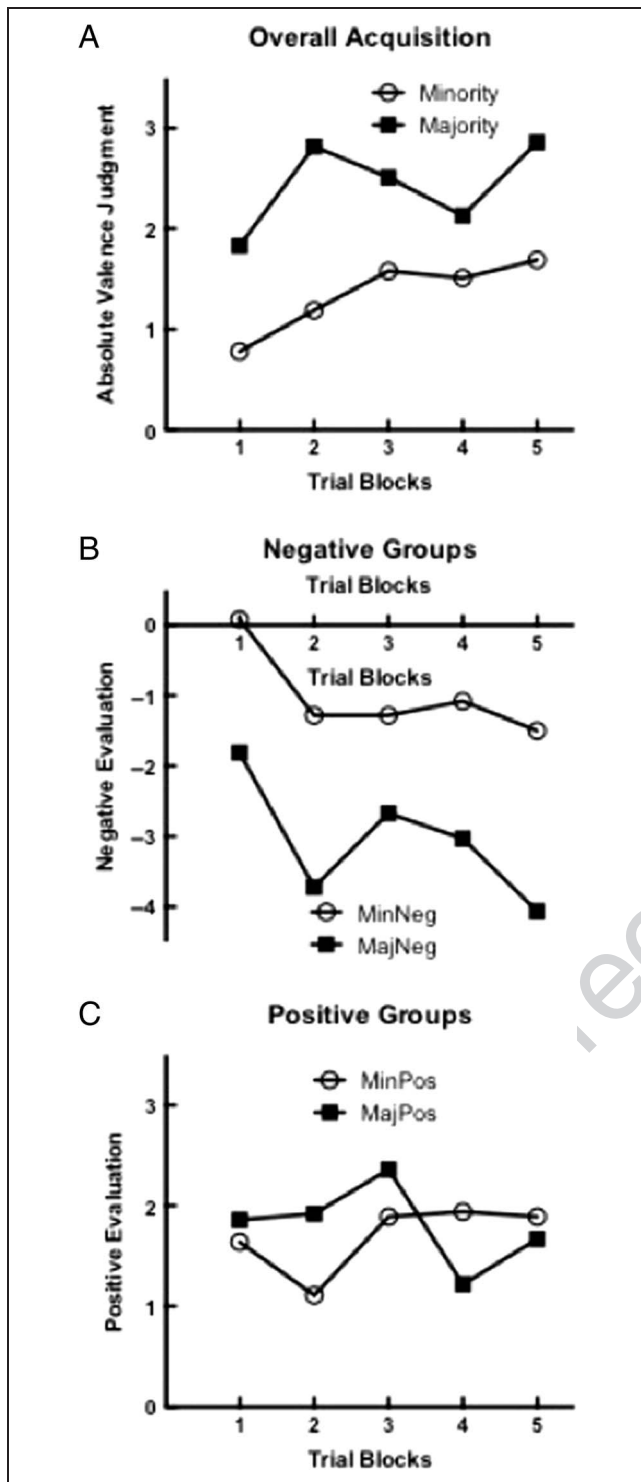 A
Overall Acquisition
Minority
Majority
Absolute Valence Judgment
3
2
1
0
1 2 3 4 5
Trial Blocks
B
Negative Groups
Trial Blocks
0
1 2 3 4 5
Trial Blocks
Negative Evaluation
–1
–2
–3
–4
MinNeg
MajNeg
C
Positive Groups
MinPos
MajPos
Positive Evaluation
3
2
1
0
1 2 3 4 5
Trial Blocks